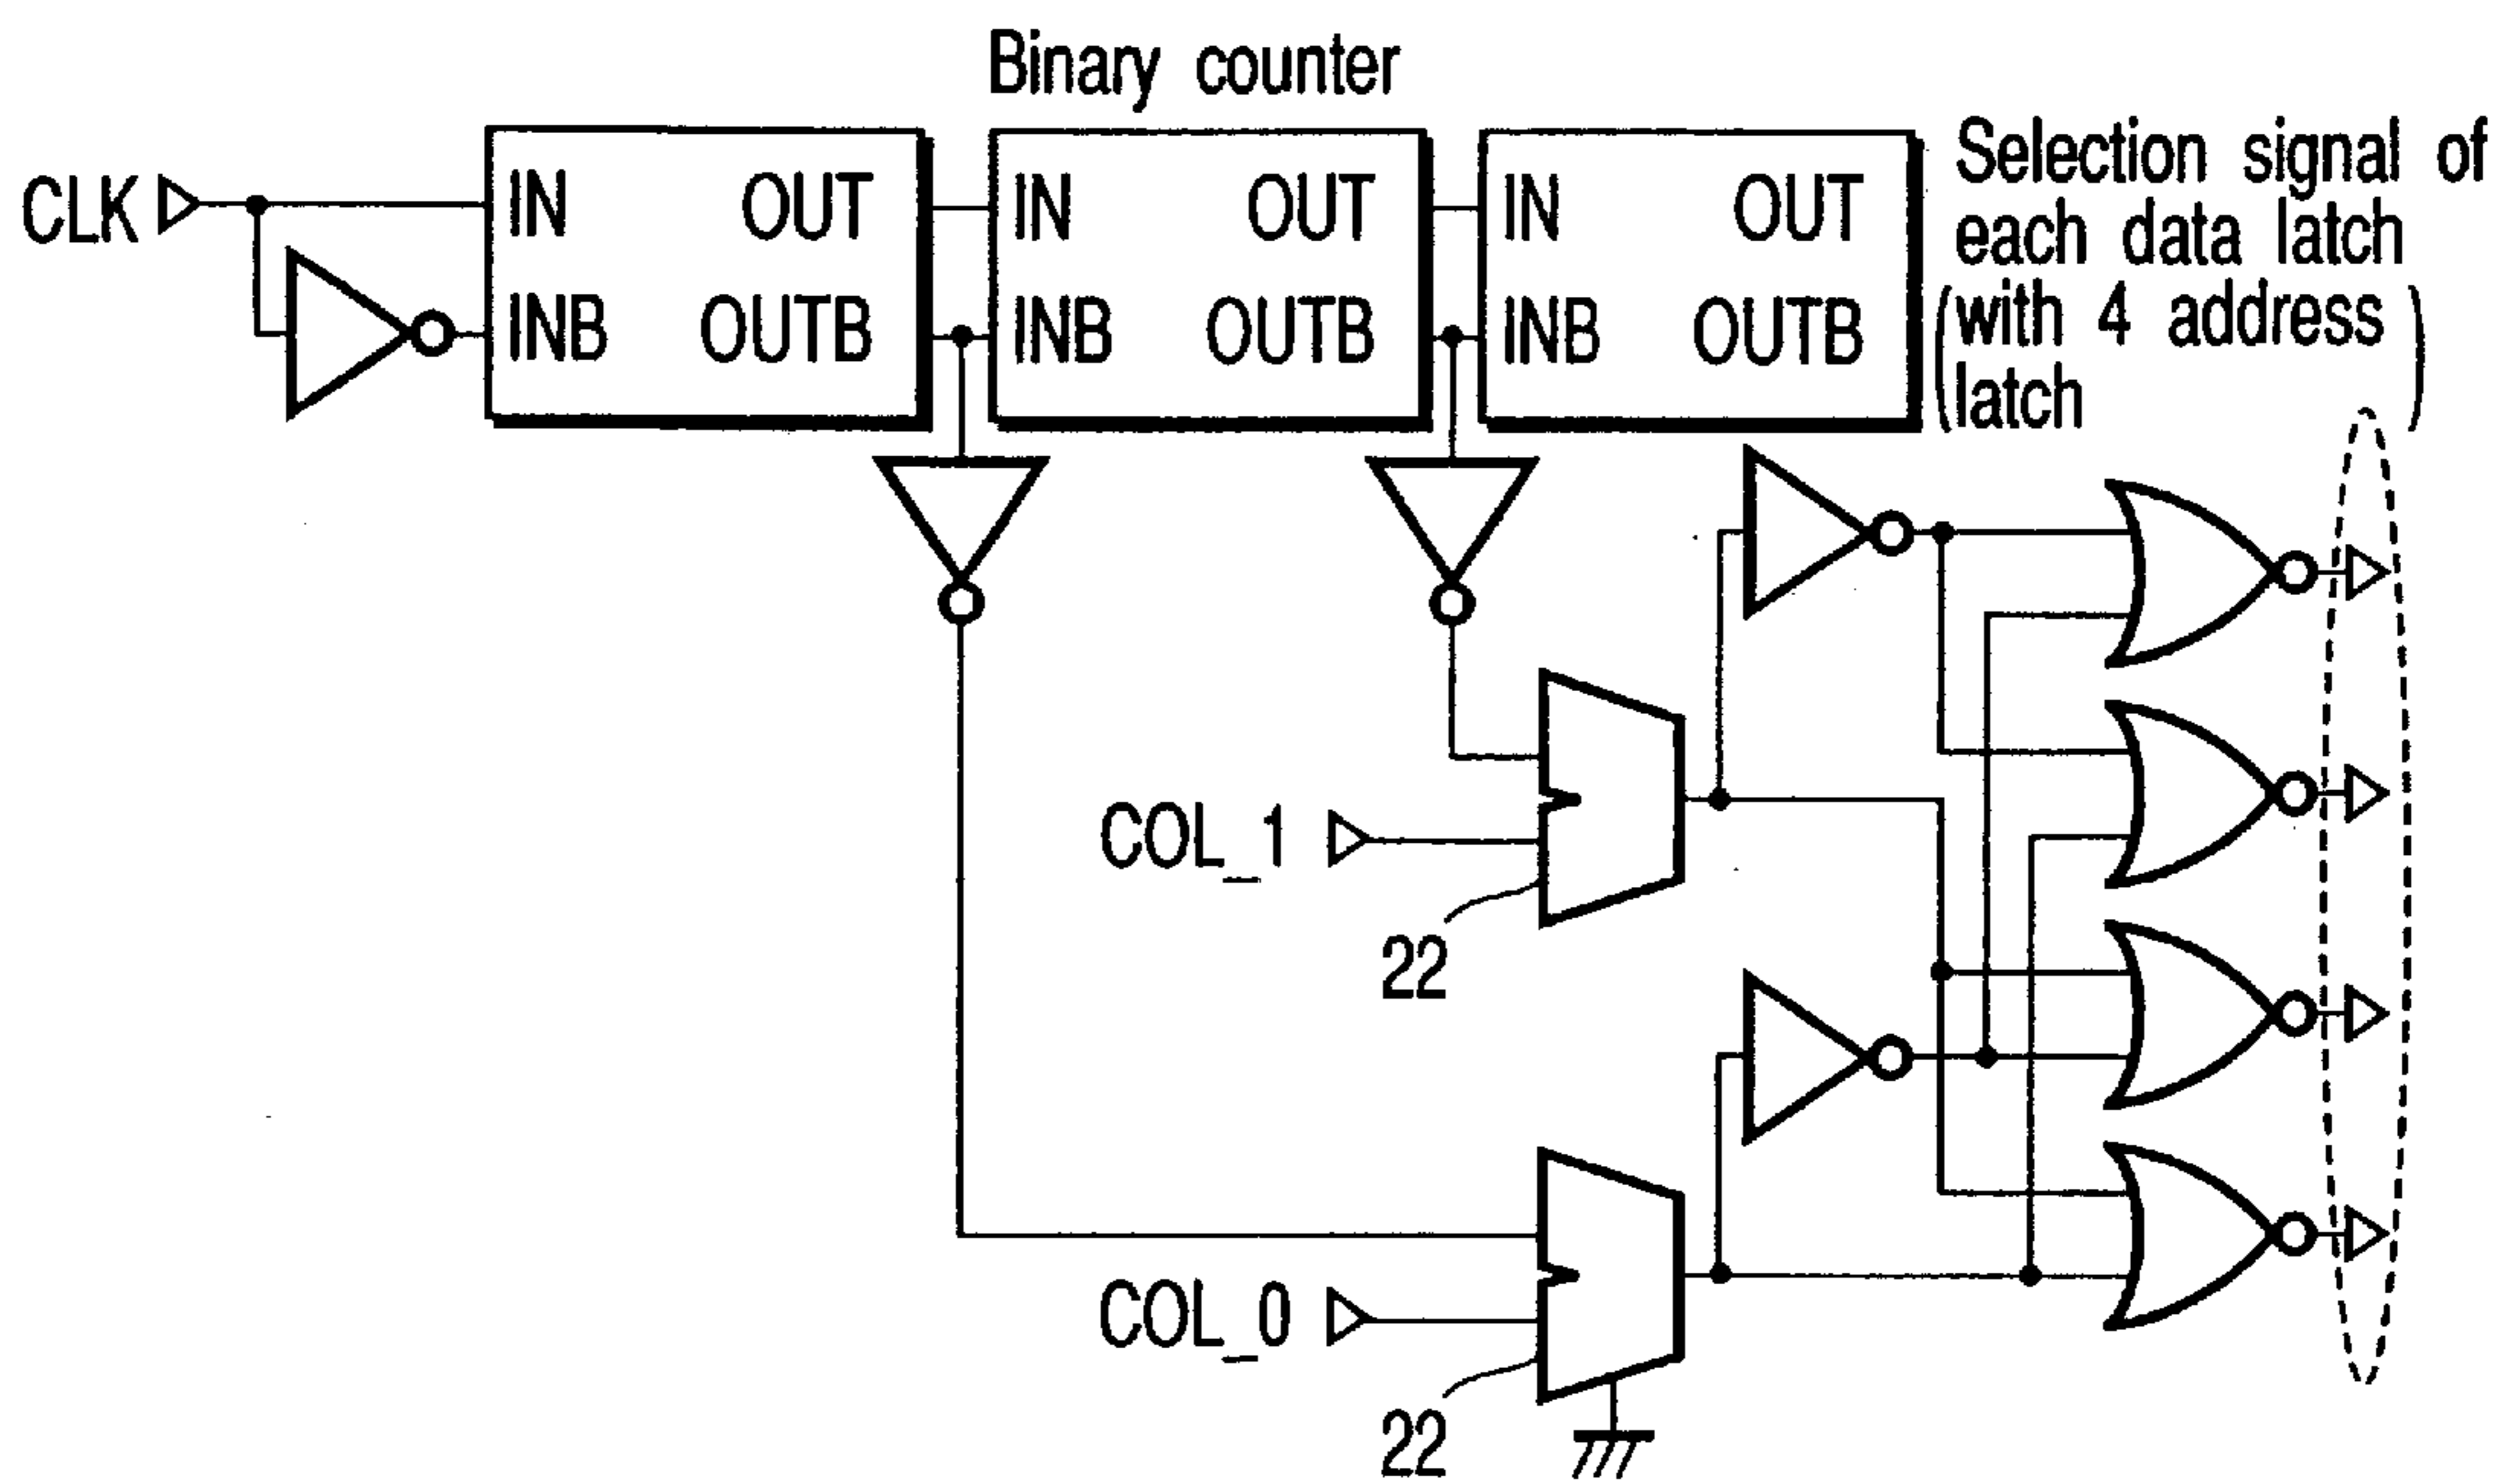 Binary counter
CLK
IN OUT
INB OUTB
IN OUT
INB OUTB
IN OUT
INB OUTB
Selection signal of
each data latch
(with 4 address
latch)
COL_1
22
COL_0
22